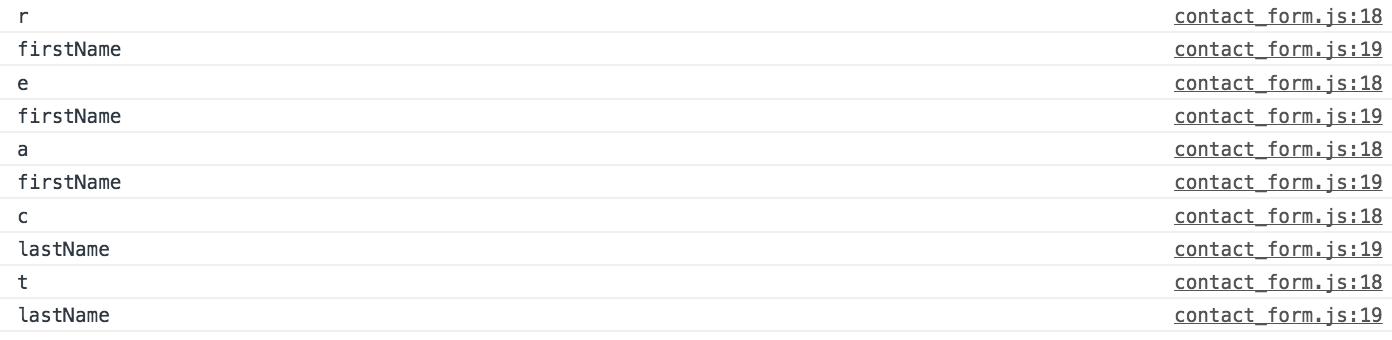 r contact_form.js:18
firstName contact_form.js:19
e contact_form.js:18
firstName contact_form.js:19
a contact_form.js:18
firstName contact_form.js:19
c contact_form.js:18
lastName contact_form.js:19
t contact_form.js:18
lastName contact_form.js:19